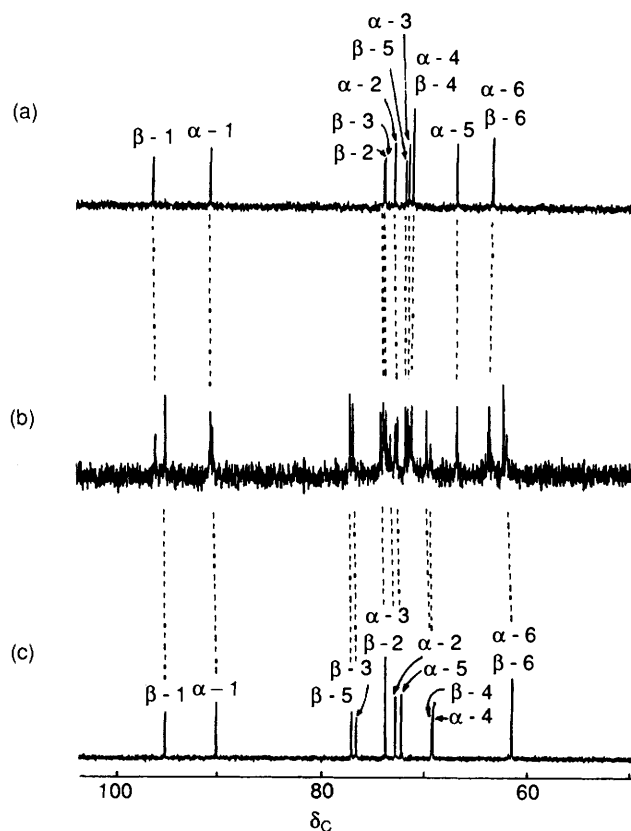 α - 3
β - 5
α - 4
α - 2
β - 4
α - 6
(a)
β - 3
α - 5
β - 6
β - 1
α - 1
β - 2
(b)
α - 3
β - 2
α - 6
(c)
β - 3
α - 2
β - 6
β - 1
α - 1
β - 5
α - 5
β - 4
α - 4
100
80
60
δC